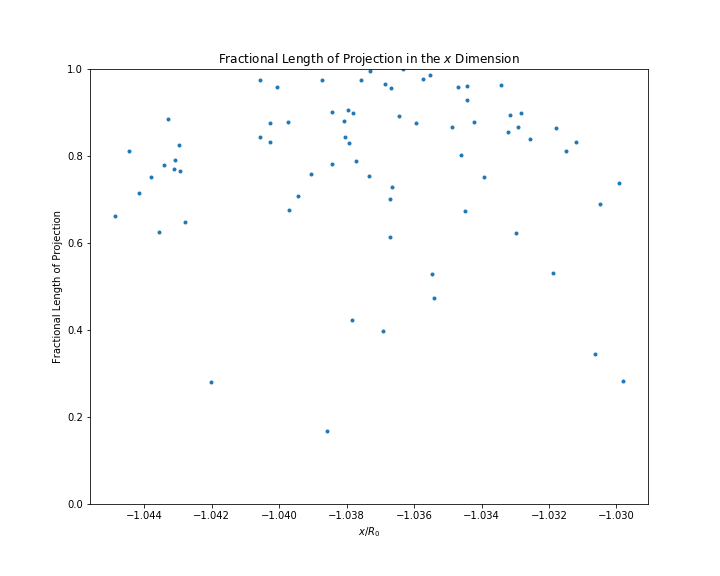 Fractional Length of Projection in the x Dimension
Fractional Length of Projection
1.0
0.8
0.6
0.4
0.2
0.0
−1.044 −1.042 −1.040 −1.038 −1.036 −1.034 −1.032 −1.030
x/R₀